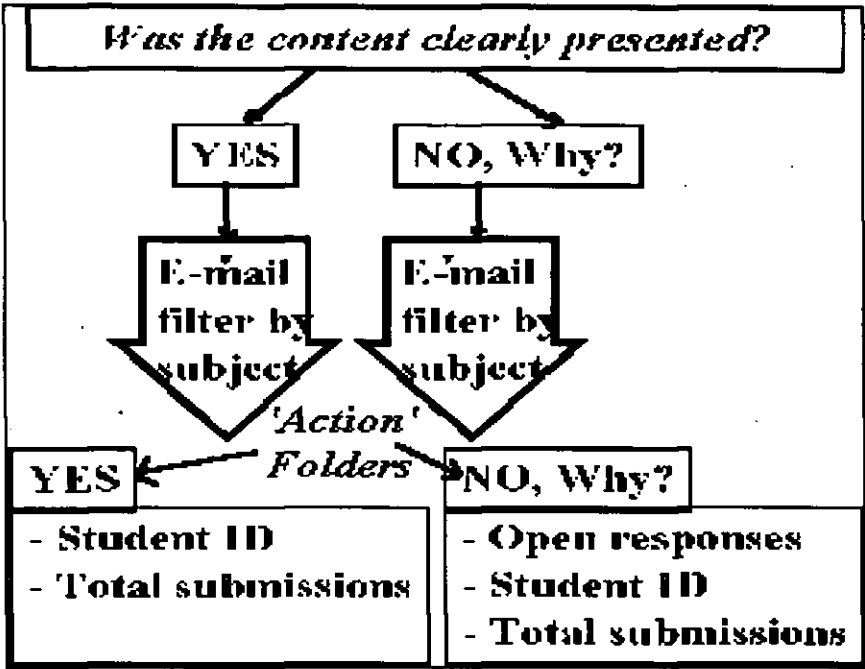 Was the content clearly presented?
YES
NO, Why?
E-mail
filter by
subject
E-mail
filter by
subject
'Action'
Folders
YES
- Student ID
- Total submissions
NO, Why?
- Open responses
- Student ID
- Total submissions